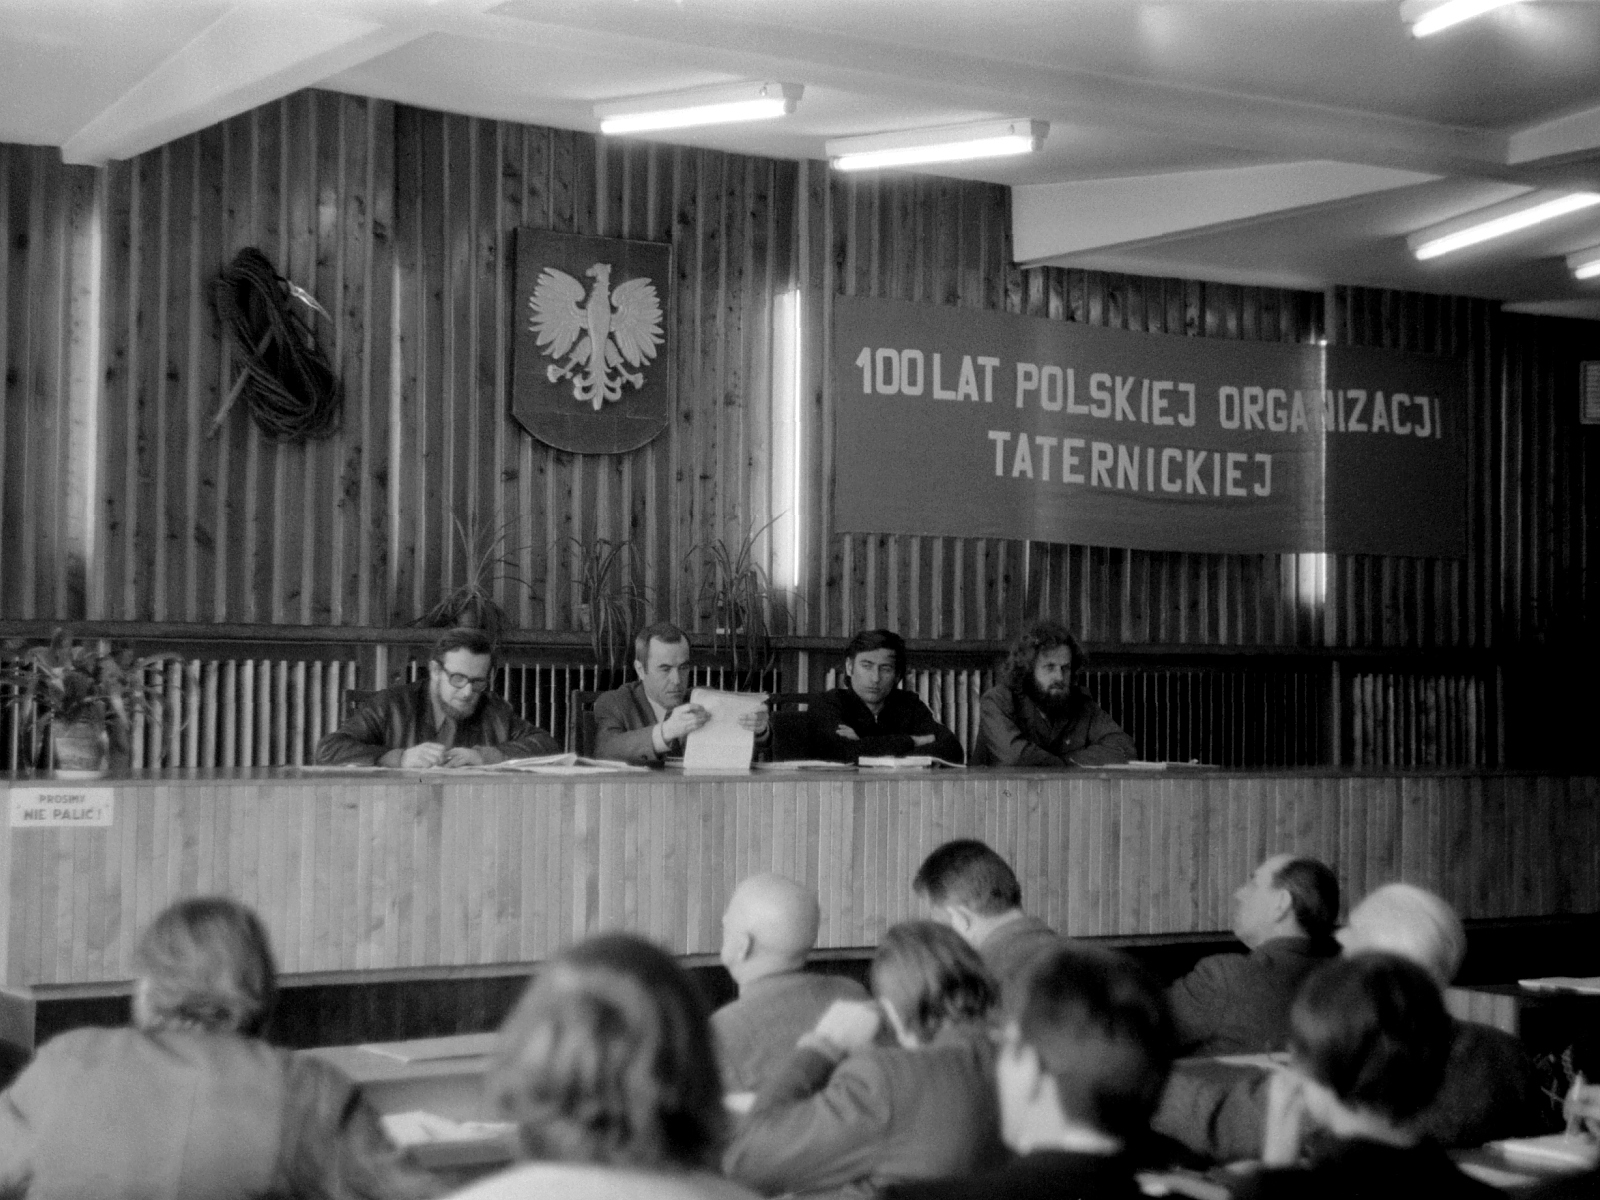 100 LAT POLSKIEJ ORGANIZACJI
TATERNICKIEJ
PROSIMY
NIE PALIĆ!